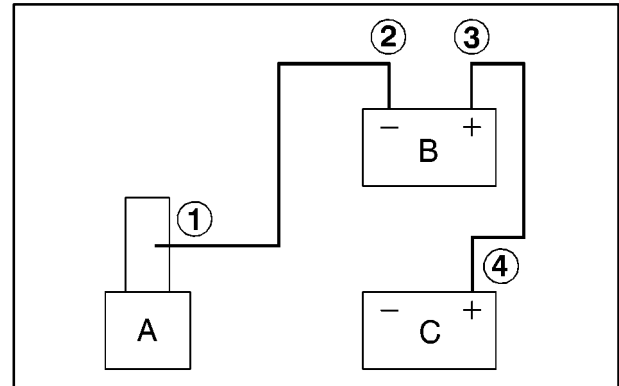 ② ③
− +
B
①
④
− +
A C